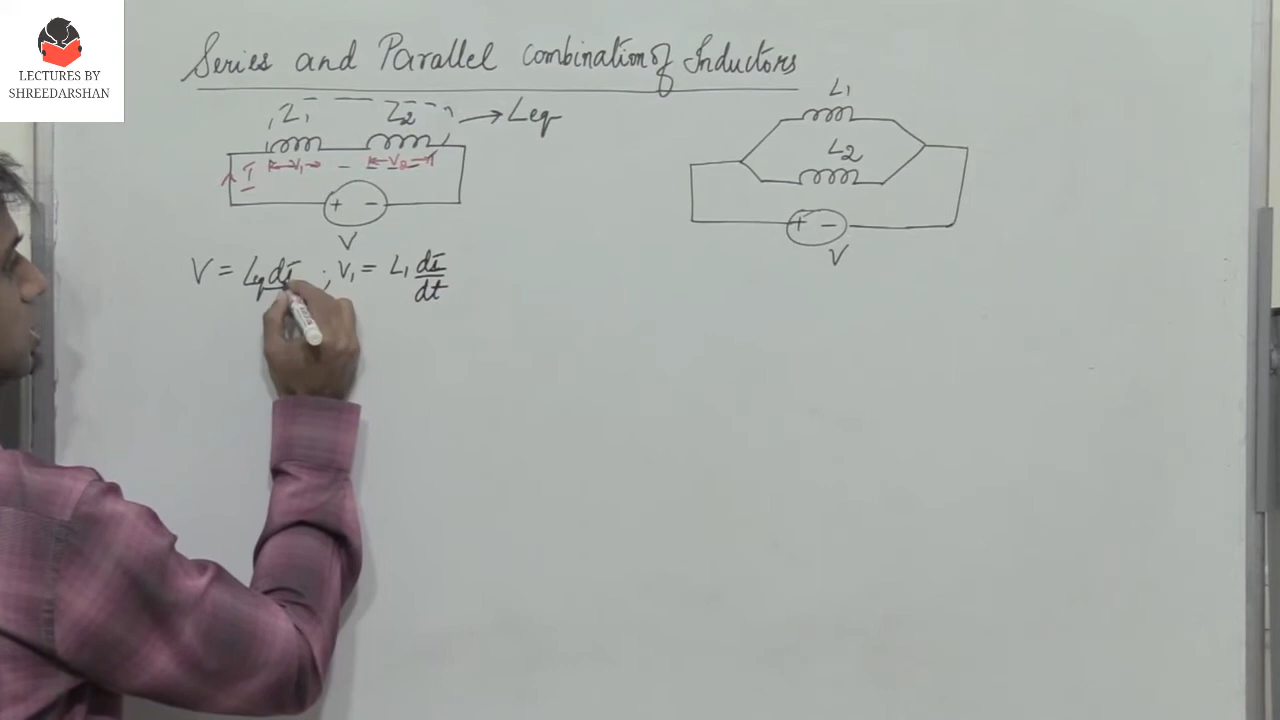 LECTURES BY
SHREEDARSHAN
Series and Parallel combination of Inductors
L1 L2 → Leq
I V1 V2
+ -
V
L1
L2
+ -
V
V = Leq di ; V1 = L1 di
dt